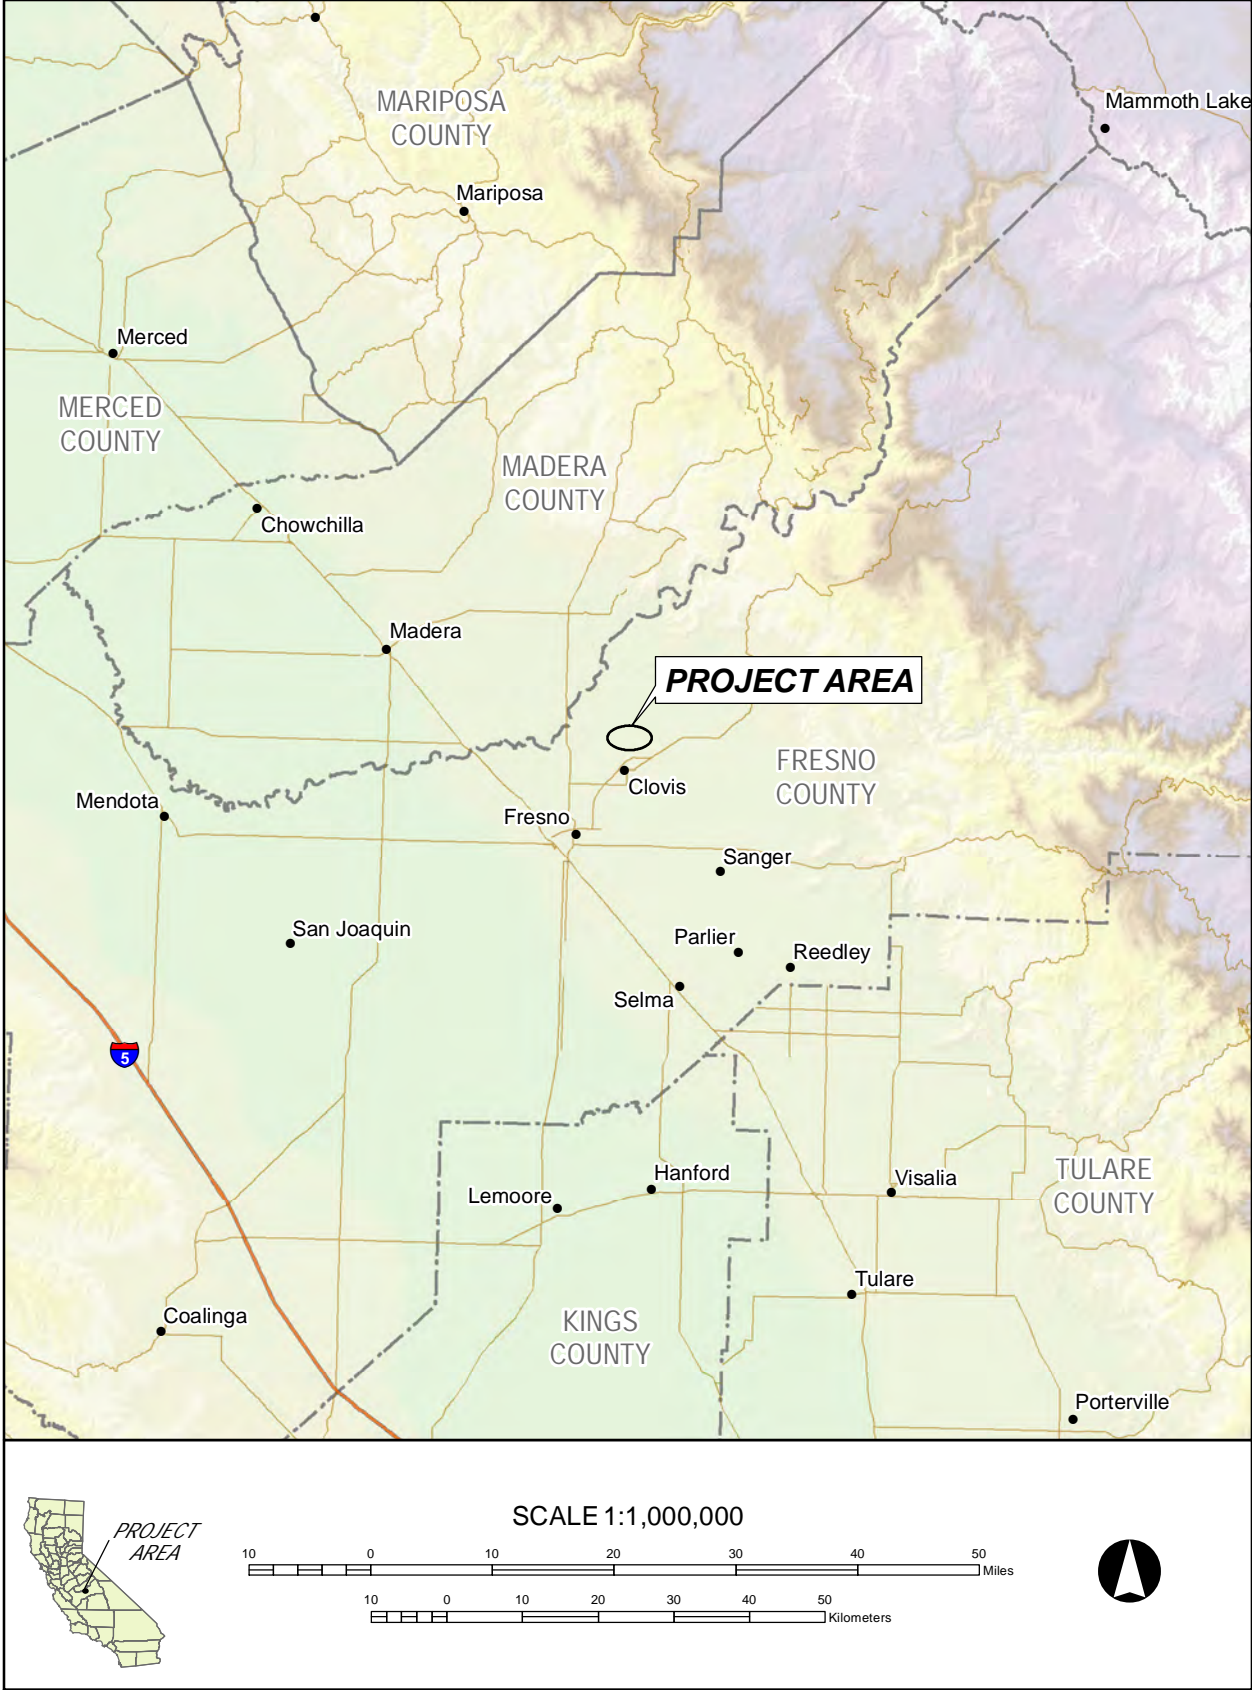 MARIPOSA
COUNTY
Mammoth Lake
Mariposa
Merced
MERCED
COUNTY
MADERA
COUNTY
Chowchilla
Madera
PROJECT AREA
FRESNO
COUNTY
Clovis
Mendota
Fresno
Sanger
San Joaquin
Parlier
Reedley
Selma
5
Hanford
Lemoore
Visalia
TULARE
COUNTY
Tulare
Coalinga
KINGS
COUNTY
Porterville
PROJECT
AREA
SCALE 1:1,000,000
10 0 10 20 30 40 50
Miles
10 0 10 20 30 40 50
Kilometers